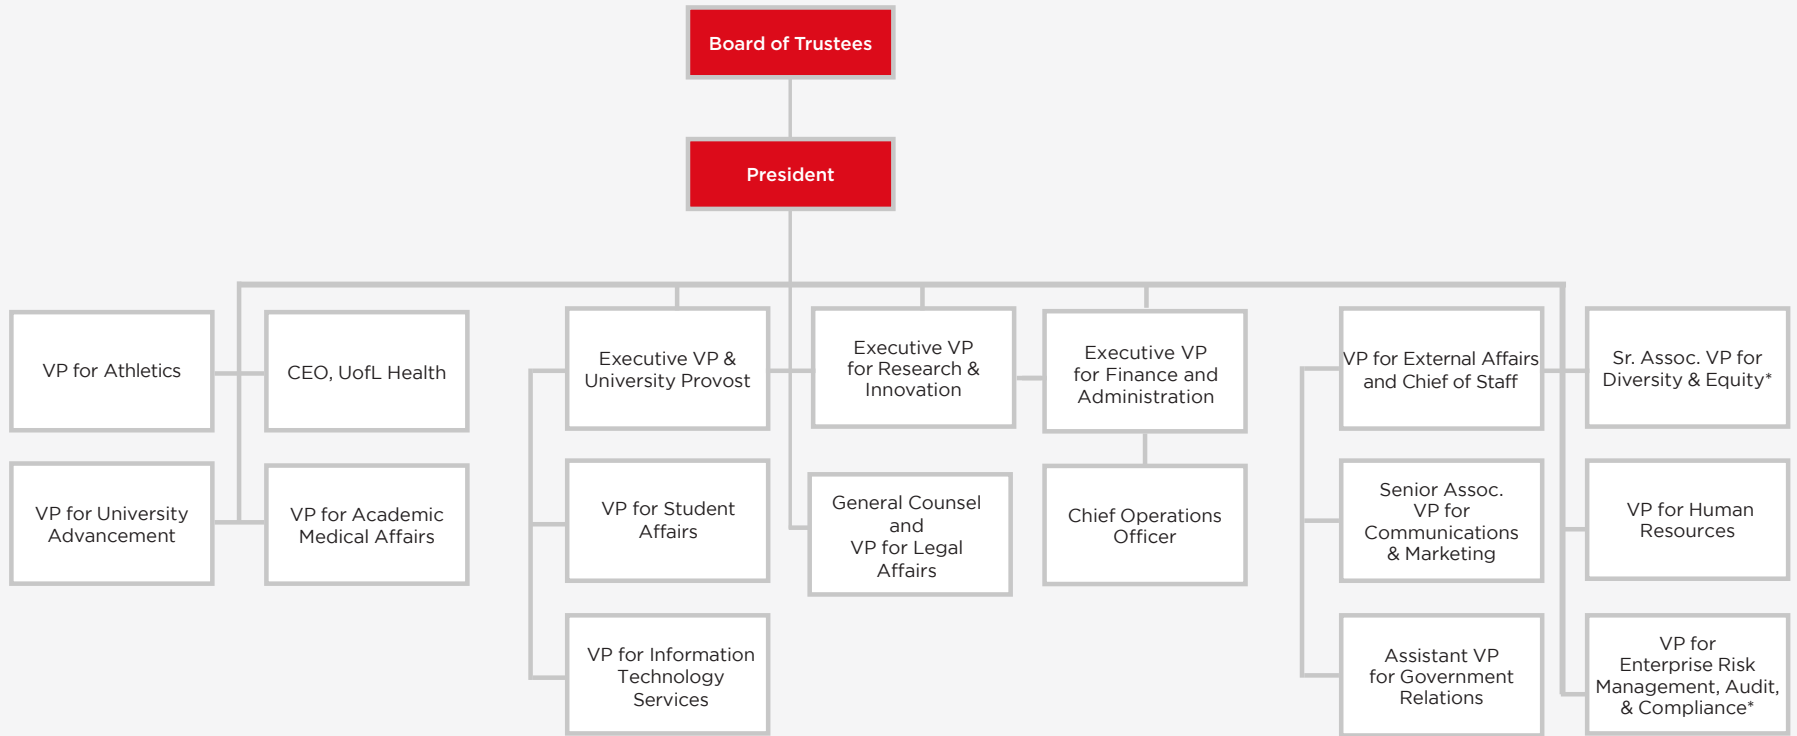 Board of Trustees
President
VP for Athletics
CEO, UofL Health
Executive VP &
University Provost
Executive VP
for Research &
Innovation
Executive VP
for Finance and
Administration
VP for External Affairs
and Chief of Staff
Sr. Assoc. VP for
Diversity & Equity*
VP for University
Advancement
VP for Academic
Medical Affairs
VP for Student
Affairs
General Counsel
and
VP for Legal
Affairs
Chief Operations
Officer
Senior Assoc.
VP for
Communications
& Marketing
VP for Human
Resources
VP for Information
Technology
Services
Assistant VP
for Government
Relations
VP for
Enterprise Risk
Management, Audit,
& Compliance*